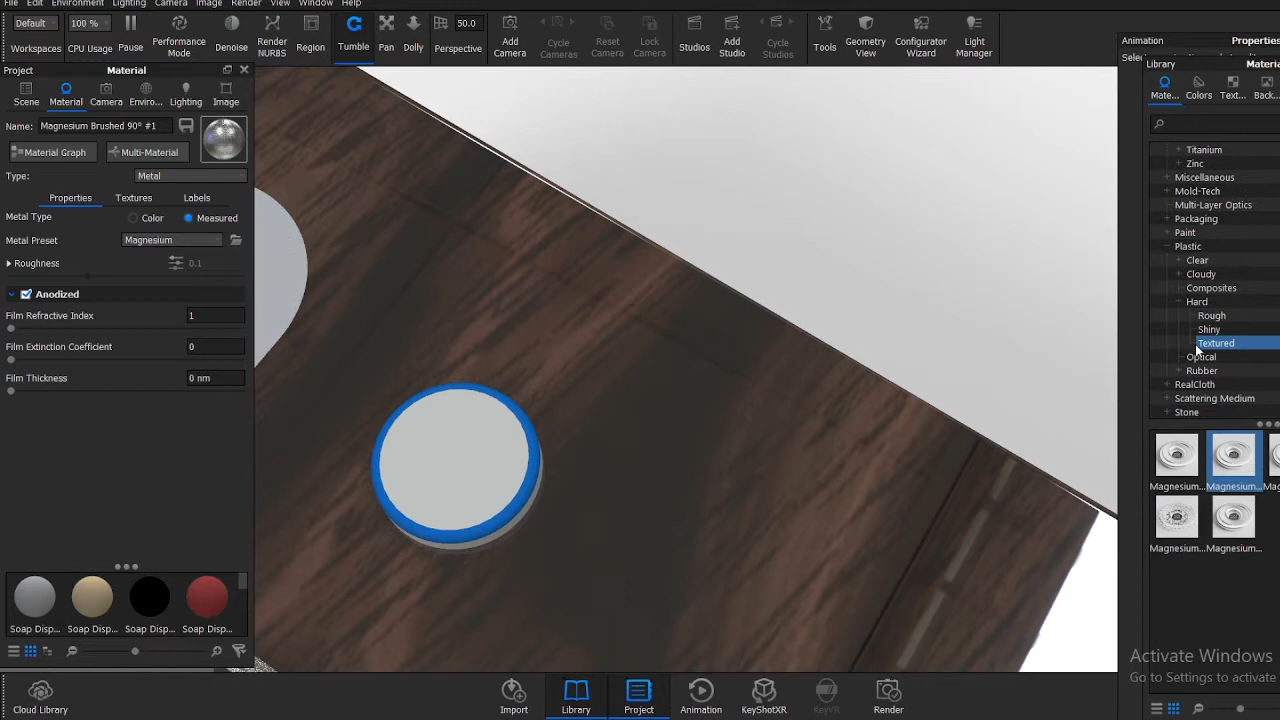 File Edit Environment Lighting Camera Image Render View Window Help
Default 100 % 50.0
Workspaces CPU Usage Pause Performance Mode Denoise Render NURBS Region Tumble Pan Dolly Perspective Add Camera Cycle Cameras Reset Camera Lock Camera Studios Add Studio Cycle Studios Tools Geometry View Configurator Wizard Light Manager
Animation Properties
Project Material
Library
Scene Material Camera Enviro... Lighting Image
Mate... Colors Text... Back...
Name: Magnesium Brushed 90° #1
Material Graph Multi-Material
Type: Metal
Properties Textures Labels
Metal Type Color Measured
Metal Preset Magnesium
Roughness 0.1
Anodized
Film Refractive Index 1
Film Extinction Coefficient 0
Film Thickness 0 nm
Titanium
Zinc
Miscellaneous
Mold-Tech
Multi-Layer Optics
Packaging
Paint
Plastic
Clear
Cloudy
Composites
Hard
Rough
Shiny
Textured
Optical
Rubber
RealCloth
Scattering Medium
Stone
Magnesium... Magnesium...
Magnesium... Magnesium...
Soap Disp... Soap Disp... Soap Disp... Soap Disp...
Activate Windows
Go to Settings to activate
Cloud Library Import Library Project Animation KeyShotXR KeyVR Render